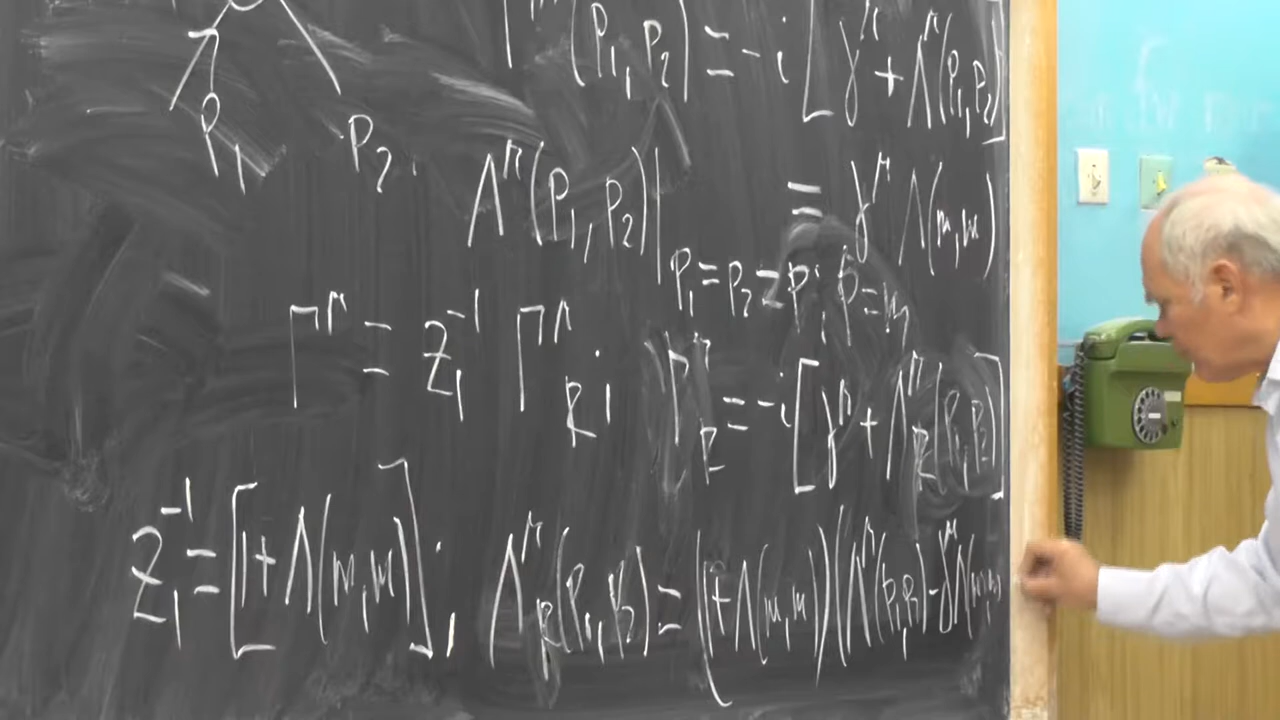 Γ^μ(p₁, p₂) = -i [γ^μ + Λ^μ(p₁, p₂)]
p₁ p₂.
Λ^μ(p₁, p₂)| = γ^μ Λ(m, m)
p₁ = p₂ = p; p̂ = m
Γ^μ = Z₁⁻¹ Γ^μ_R; Γ^μ_R = -i [γ^μ + Λ^μ_R(p₁, p₂)]
Z₁⁻¹ = [1 + Λ(m, m)]; Λ^μ_R(p₁, p₂) = (1 + Λ(m, m))(Λ^μ(p₁, p₂) - γ^μ Λ(m, m)